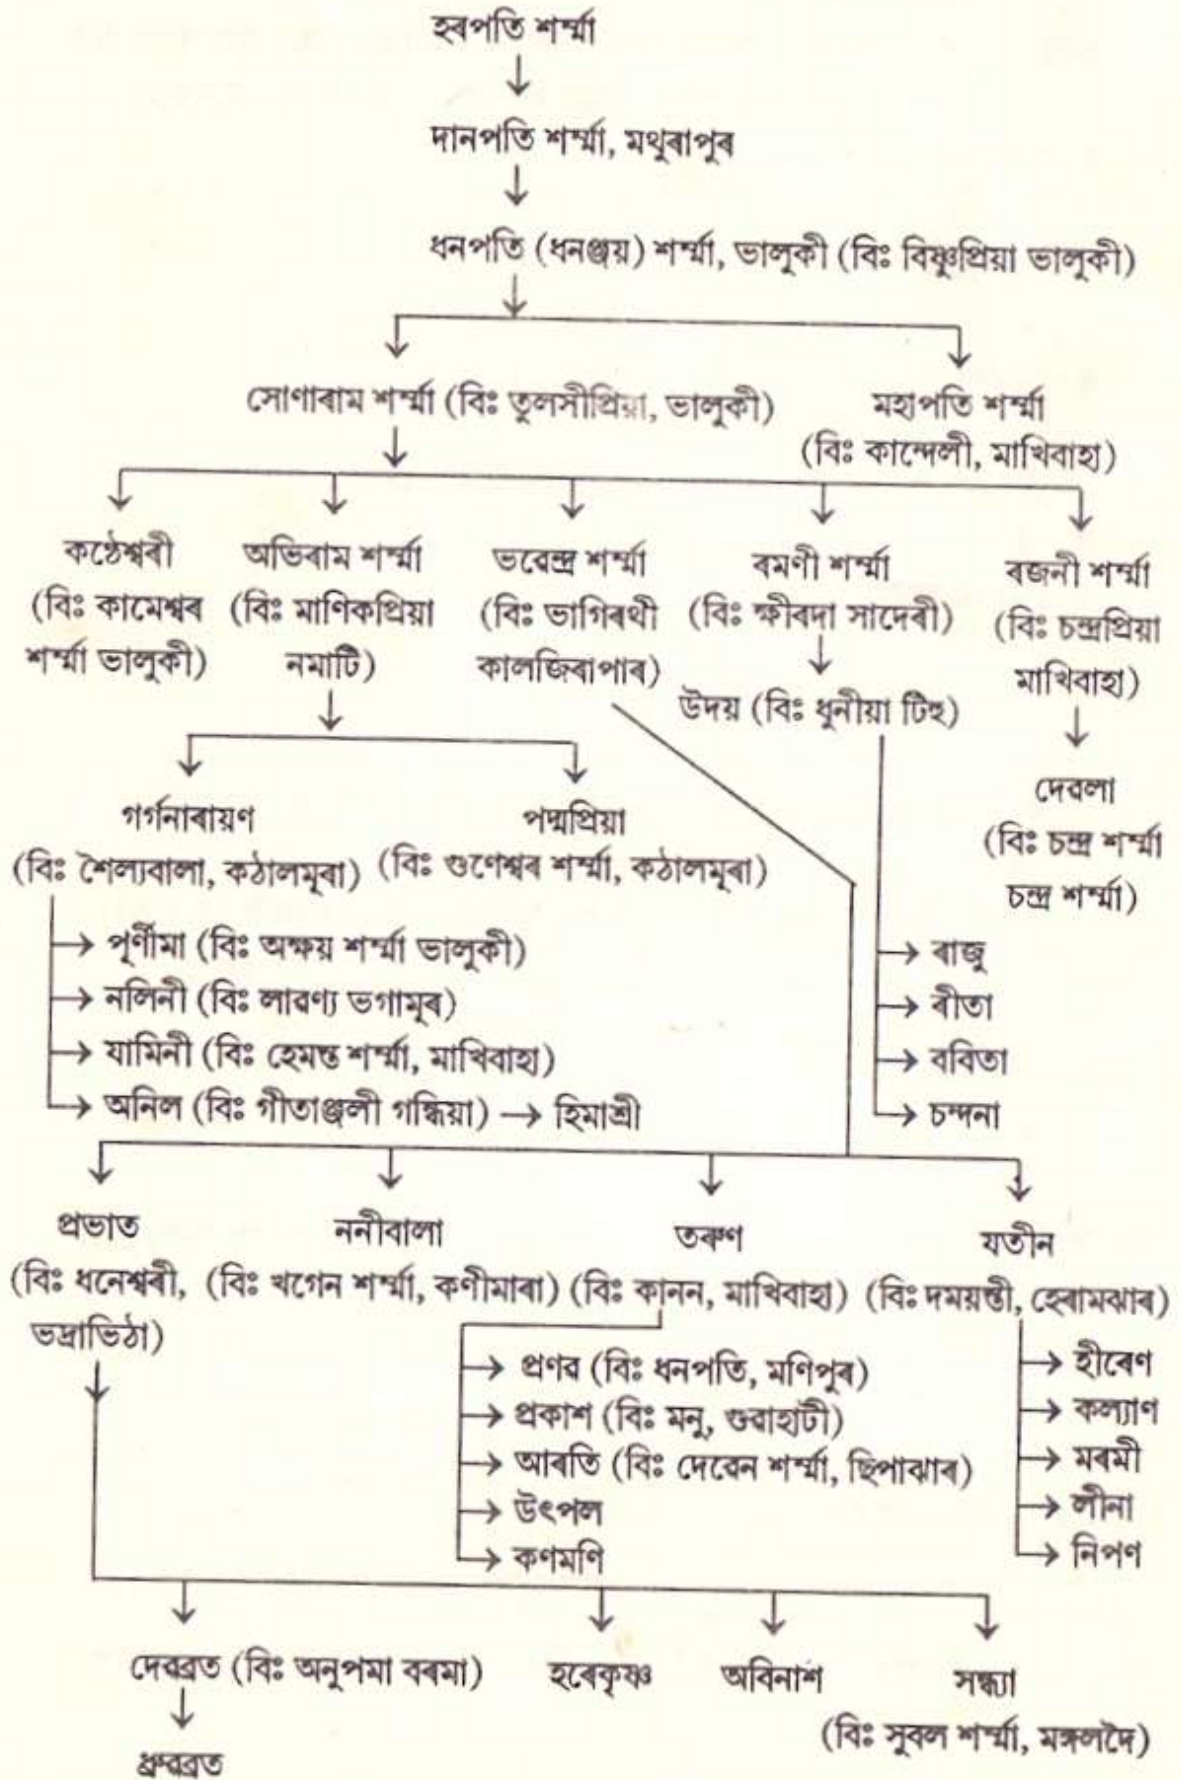 হৰপতি শৰ্ম্মা
দানপতি শৰ্ম্মা, মথুৰাপুৰ
ধনপতি (ধনঞ্জয়) শৰ্ম্মা, ভালুকী (বিঃ বিষ্ণুপ্ৰিয়া ভালুকী)
সোণাৰাম শৰ্ম্মা (বিঃ তুলসীপ্ৰিয়া, ভালুকী)
মহাপতি শৰ্ম্মা
(বিঃ কান্দেলী, মাখিবাহা)
কণ্ঠেশ্বৰী
(বিঃ কামেশ্বৰ
শৰ্ম্মা ভালুকী)
অভিৰাম শৰ্ম্মা
(বিঃ মাণিকপ্ৰিয়া
নমাটি)
ভৱেন্দ্ৰ শৰ্ম্মা
(বিঃ ভাগিৰথী
কালজিৰাপাৰ)
ৰমণী শৰ্ম্মা
(বিঃ ক্ষীৰদা সাদেৰী)
উদয় (বিঃ ধুনীয়া টিহু)
ৰজনী শৰ্ম্মা
(বিঃ চন্দ্ৰপ্ৰিয়া
মাখিবাহা)
দেৱলা
(বিঃ চন্দ্ৰ শৰ্ম্মা
চন্দ্ৰ শৰ্ম্মা)
গৰ্গনাৰায়ণ
(বিঃ শৈল্যবালা, কঠালমূৰা)
পদ্মপ্ৰিয়া
(বিঃ গুণেশ্বৰ শৰ্ম্মা, কঠালমূৰা)
→ পূৰ্ণীমা (বিঃ অক্ষয় শৰ্ম্মা ভালুকী)
→ নলিনী (বিঃ লাৱণ্য ভগামূৰ)
→ যামিনী (বিঃ হেমন্ত শৰ্ম্মা, মাখিবাহা)
→ অনিল (বিঃ গীতাঞ্জলী গন্ধিয়া) → হিমাশ্ৰী
→ ৰাজু
→ ৰীতা
→ ববিতা
→ চন্দনা
প্ৰভাত
(বিঃ ধনেশ্বৰী,
ভদ্ৰাভিঠা)
ননীবালা
(বিঃ খগেন শৰ্ম্মা, কণীমাৰা)
তৰুণ
(বিঃ কানন, মাখিবাহা)
যতীন
(বিঃ দময়ন্তী, হেৰামঝাৰ)
→ প্ৰণৱ (বিঃ ধনপতি, মণিপুৰ)
→ প্ৰকাশ (বিঃ মনু, গুৱাহাটী)
→ আৰতি (বিঃ দেৱেন শৰ্ম্মা, ছিপাঝাৰ)
→ উৎপল
→ কণমণি
→ হীৰেণ
→ কল্যাণ
→ মৰমী
→ লীনা
→ নিপণ
দেৱব্ৰত (বিঃ অনুপমা বৰমা)
হৰেকৃষ্ণ
অবিনাশ
সন্ধ্যা
(বিঃ সুবল শৰ্ম্মা, মঙ্গলদৈ)
ধ্ৰুৱব্ৰত